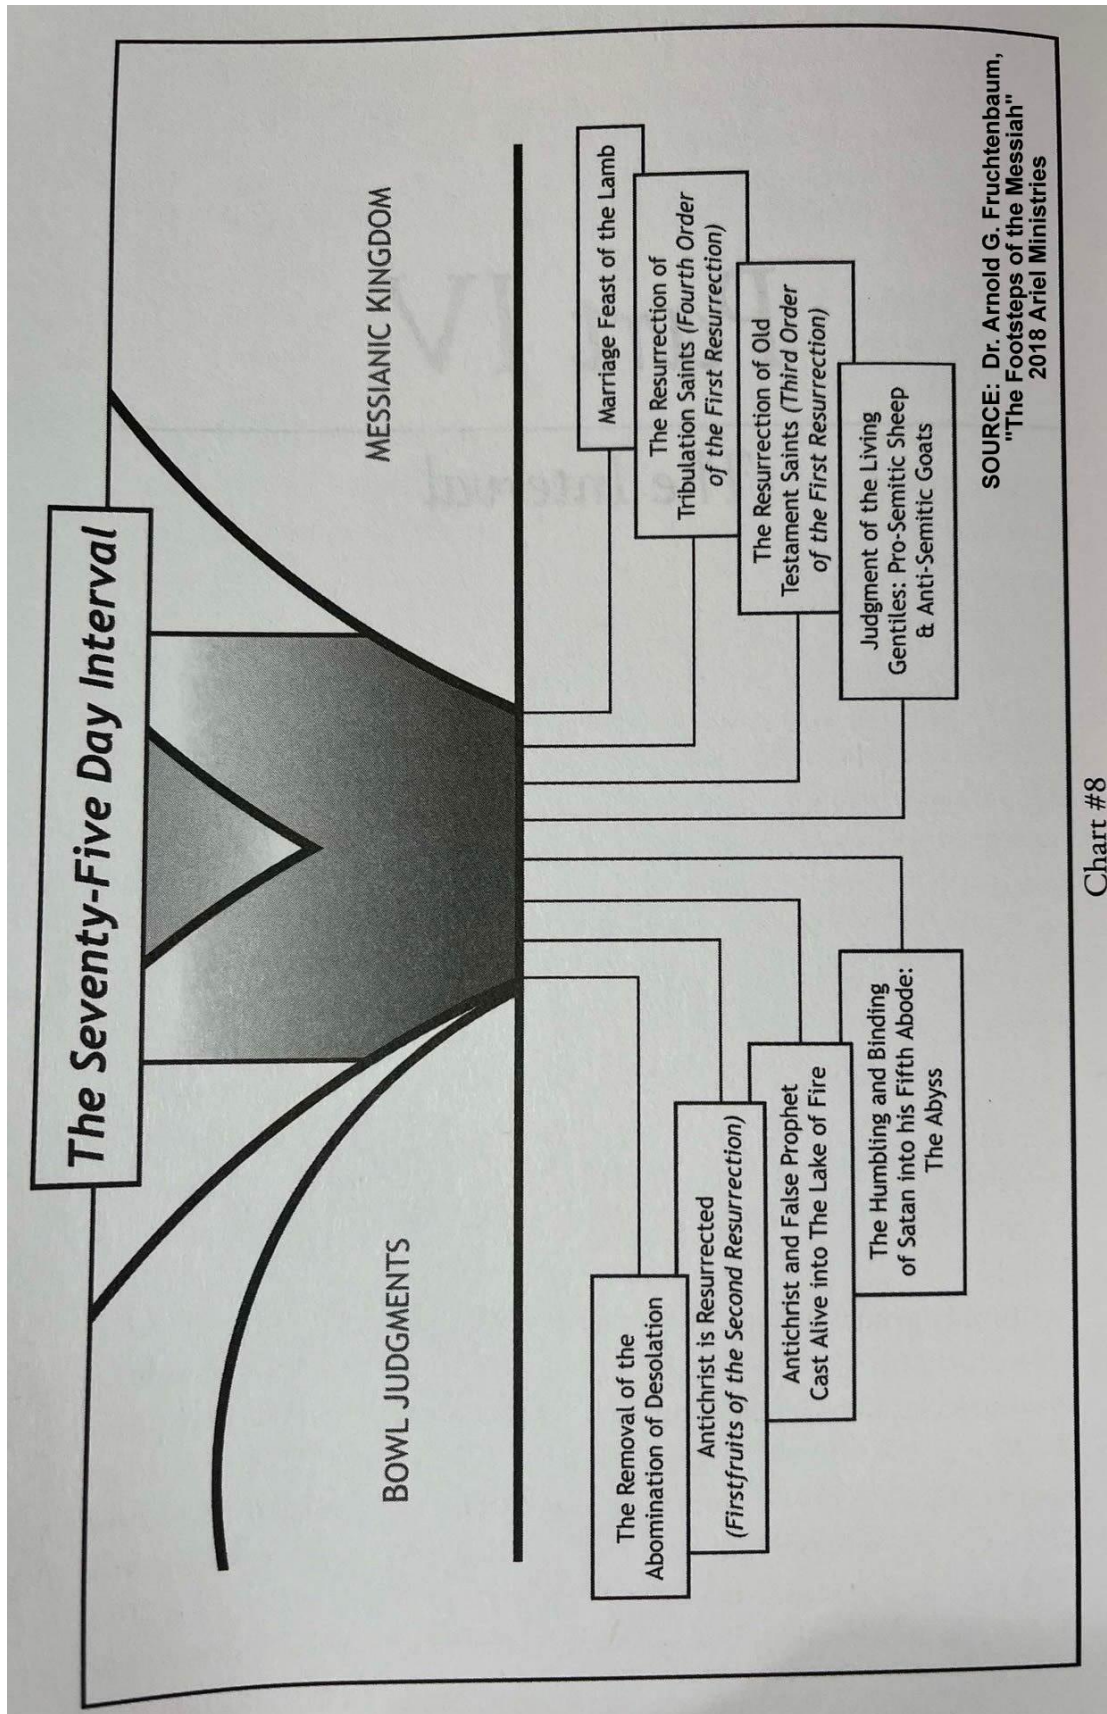 The Seventy-Five Day Interval
BOWL JUDGMENTS
MESSIANIC KINGDOM
The Removal of the
Abomination of Desolation
Antichrist is Resurrected
(Firstfruits of the Second Resurrection)
Antichrist and False Prophet
Cast Alive into The Lake of Fire
The Humbling and Binding
of Satan into his Fifth Abode:
The Abyss
Marriage Feast of the Lamb
The Resurrection of
Tribulation Saints (Fourth Order
of the First Resurrection)
The Resurrection of Old
Testament Saints (Third Order
of the First Resurrection)
Judgment of the Living
Gentiles: Pro-Semitic Sheep
& Anti-Semitic Goats
SOURCE: Dr. Arnold G. Fruchtenbaum,
"The Footsteps of the Messiah"
2018 Ariel Ministries
Chart #8